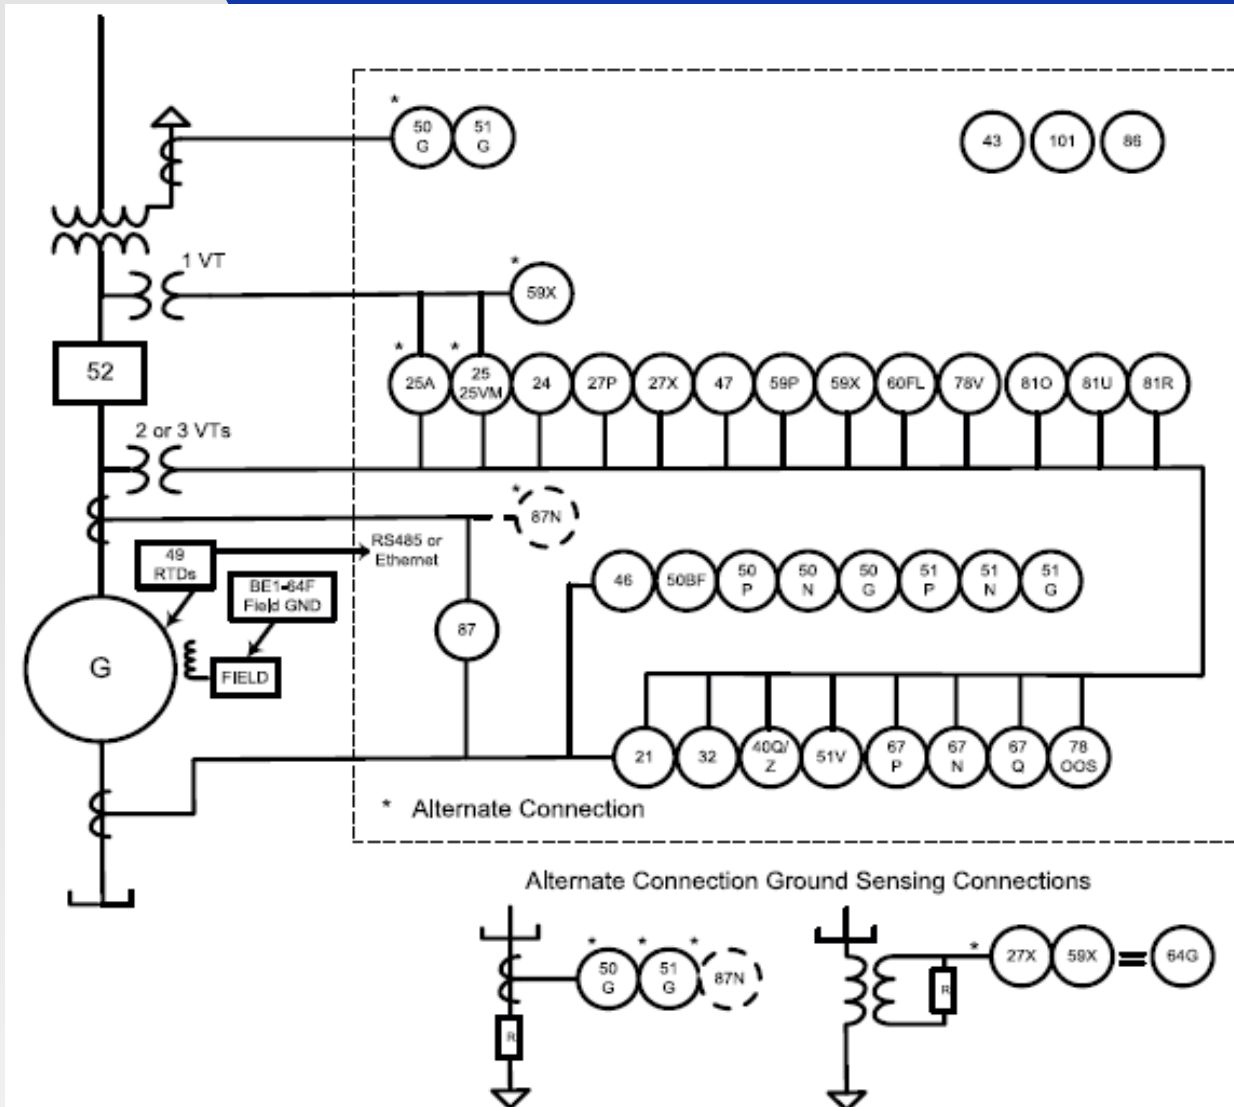 *
50
G
51
G
43
101
86
1 VT
*
59X
52
*
25A
*
25
25VM
24
27P
27X
47
59P
59X
60FL
78V
81O
81U
81R
2 or 3 VTs
*
87N
49
RTDs
RS485 or
Ethernet
BE1-64F
Field GND
46
50BF
50
P
50
N
50
G
51
P
51
N
51
G
87
G
FIELD
21
32
40Q/
Z
51V
67
P
67
N
67
Q
78
OOS
* Alternate Connection
Alternate Connection Ground Sensing Connections
*
50
G
*
51
G
*
87N
R
*
27X
59X
=
64G
R